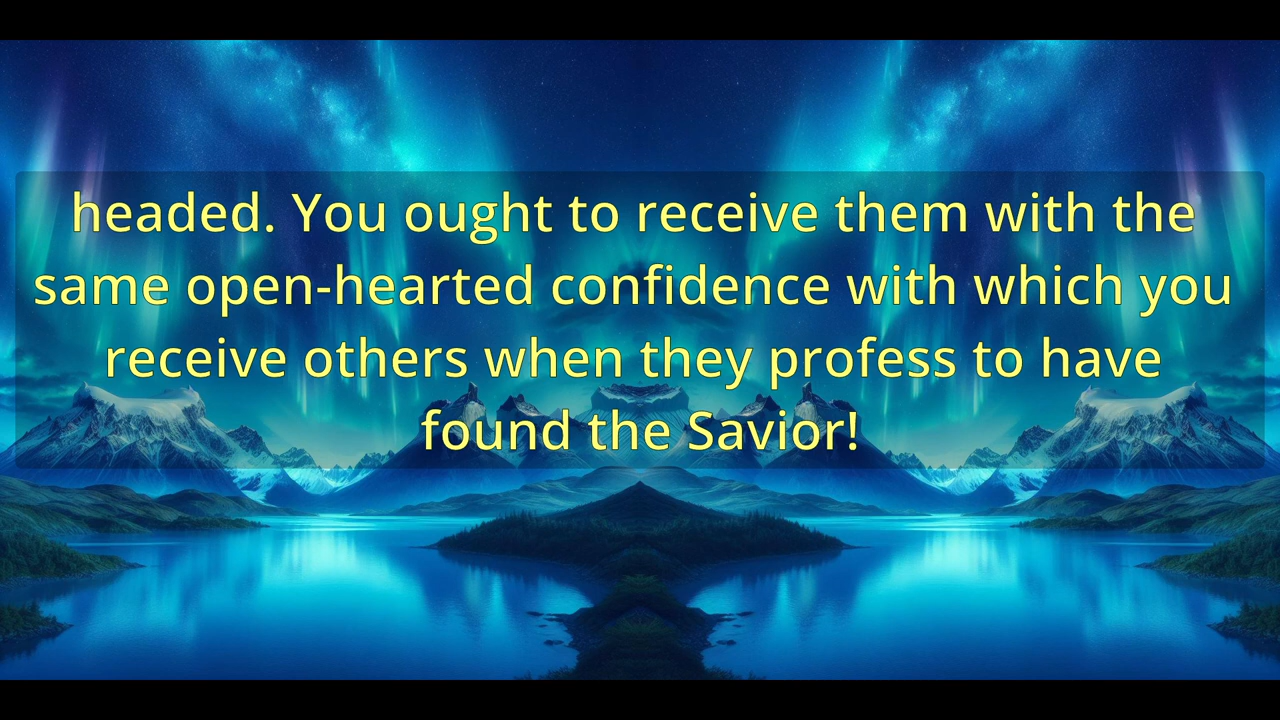 headed. You ought to receive them with the
same open-hearted confidence with which you
receive others when they profess to have
found the Savior!